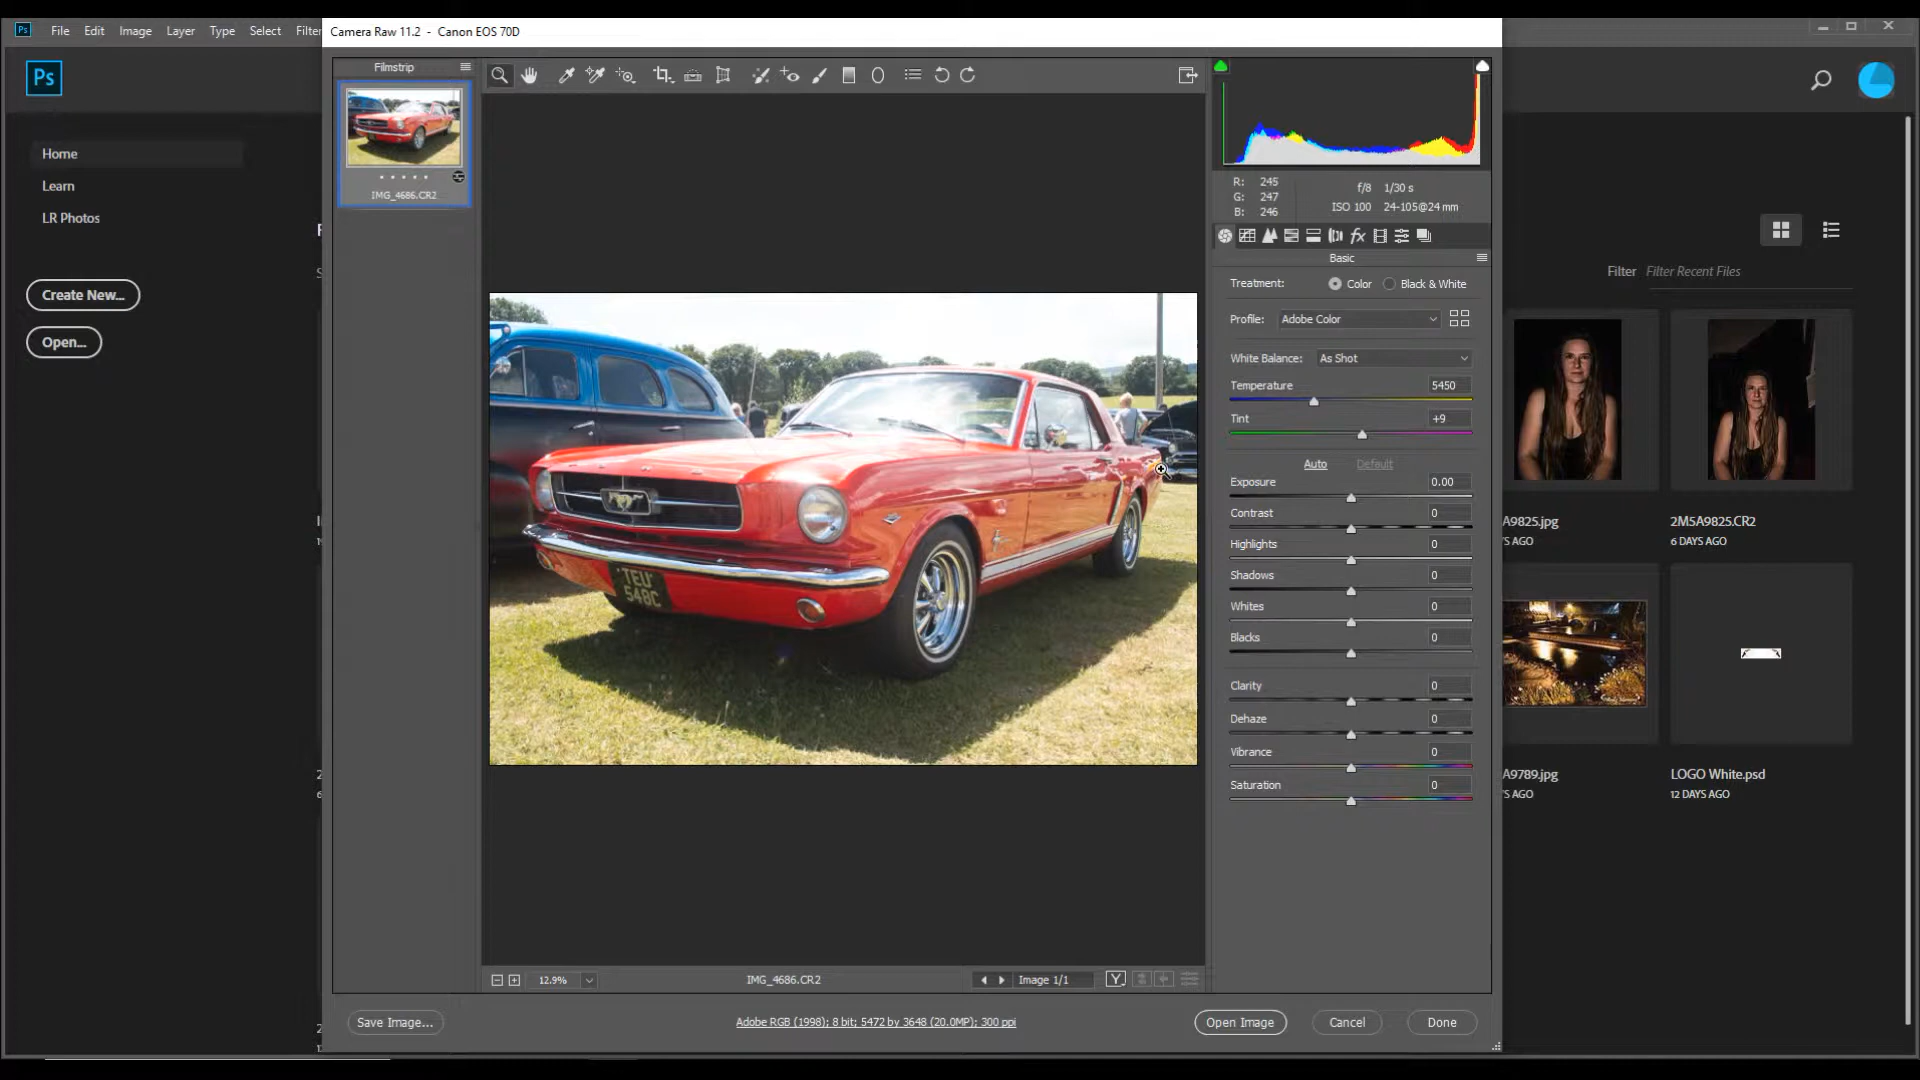 Ps File Edit Image Layer Type Select Filter
Camera Raw 11.2 - Canon EOS 70D
Ps
Home
Learn
LR Photos
Create New...
Open...
Filmstrip
IMG_4686.CR2
TEU
548C
12.9%
IMG_4686.CR2
Image 1/1
Y
Save Image...
Adobe RGB (1998); 8 bit; 5472 by 3648 (20.0MP); 300 ppi
Open Image
Cancel
Done
R: 245
G: 247
B: 246
f/8 1/30 s
ISO 100 24-105@24 mm
fx
Basic
Treatment: Color Black & White
Profile: Adobe Color
White Balance: As Shot
Temperature 5450
Tint +9
Auto Default
Exposure 0.00
Contrast 0
Highlights 0
Shadows 0
Whites 0
Blacks 0
Clarity 0
Dehaze 0
Vibrance 0
Saturation 0
Filter Filter Recent Files
A9825.jpg
S AGO
2M5A9825.CR2
6 DAYS AGO
A9789.jpg
S AGO
LOGO White.psd
12 DAYS AGO